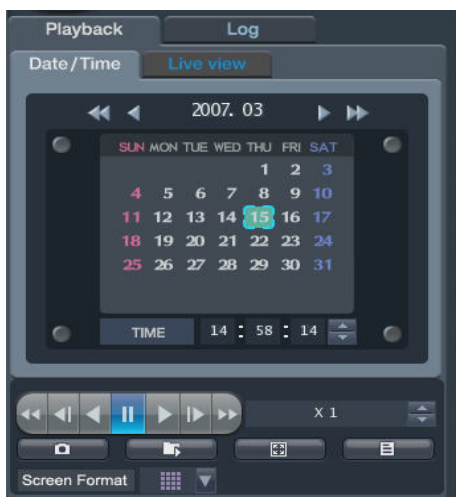 Playback Log
Date/Time Live view
2007. 03
SUN MON TUE WED THU FRI SAT
1 2 3
4 5 6 7 8 9 10
11 12 13 14 15 16 17
18 19 20 21 22 23 24
25 26 27 28 29 30 31
TIME 14 : 58 : 14
X 1
Screen Format